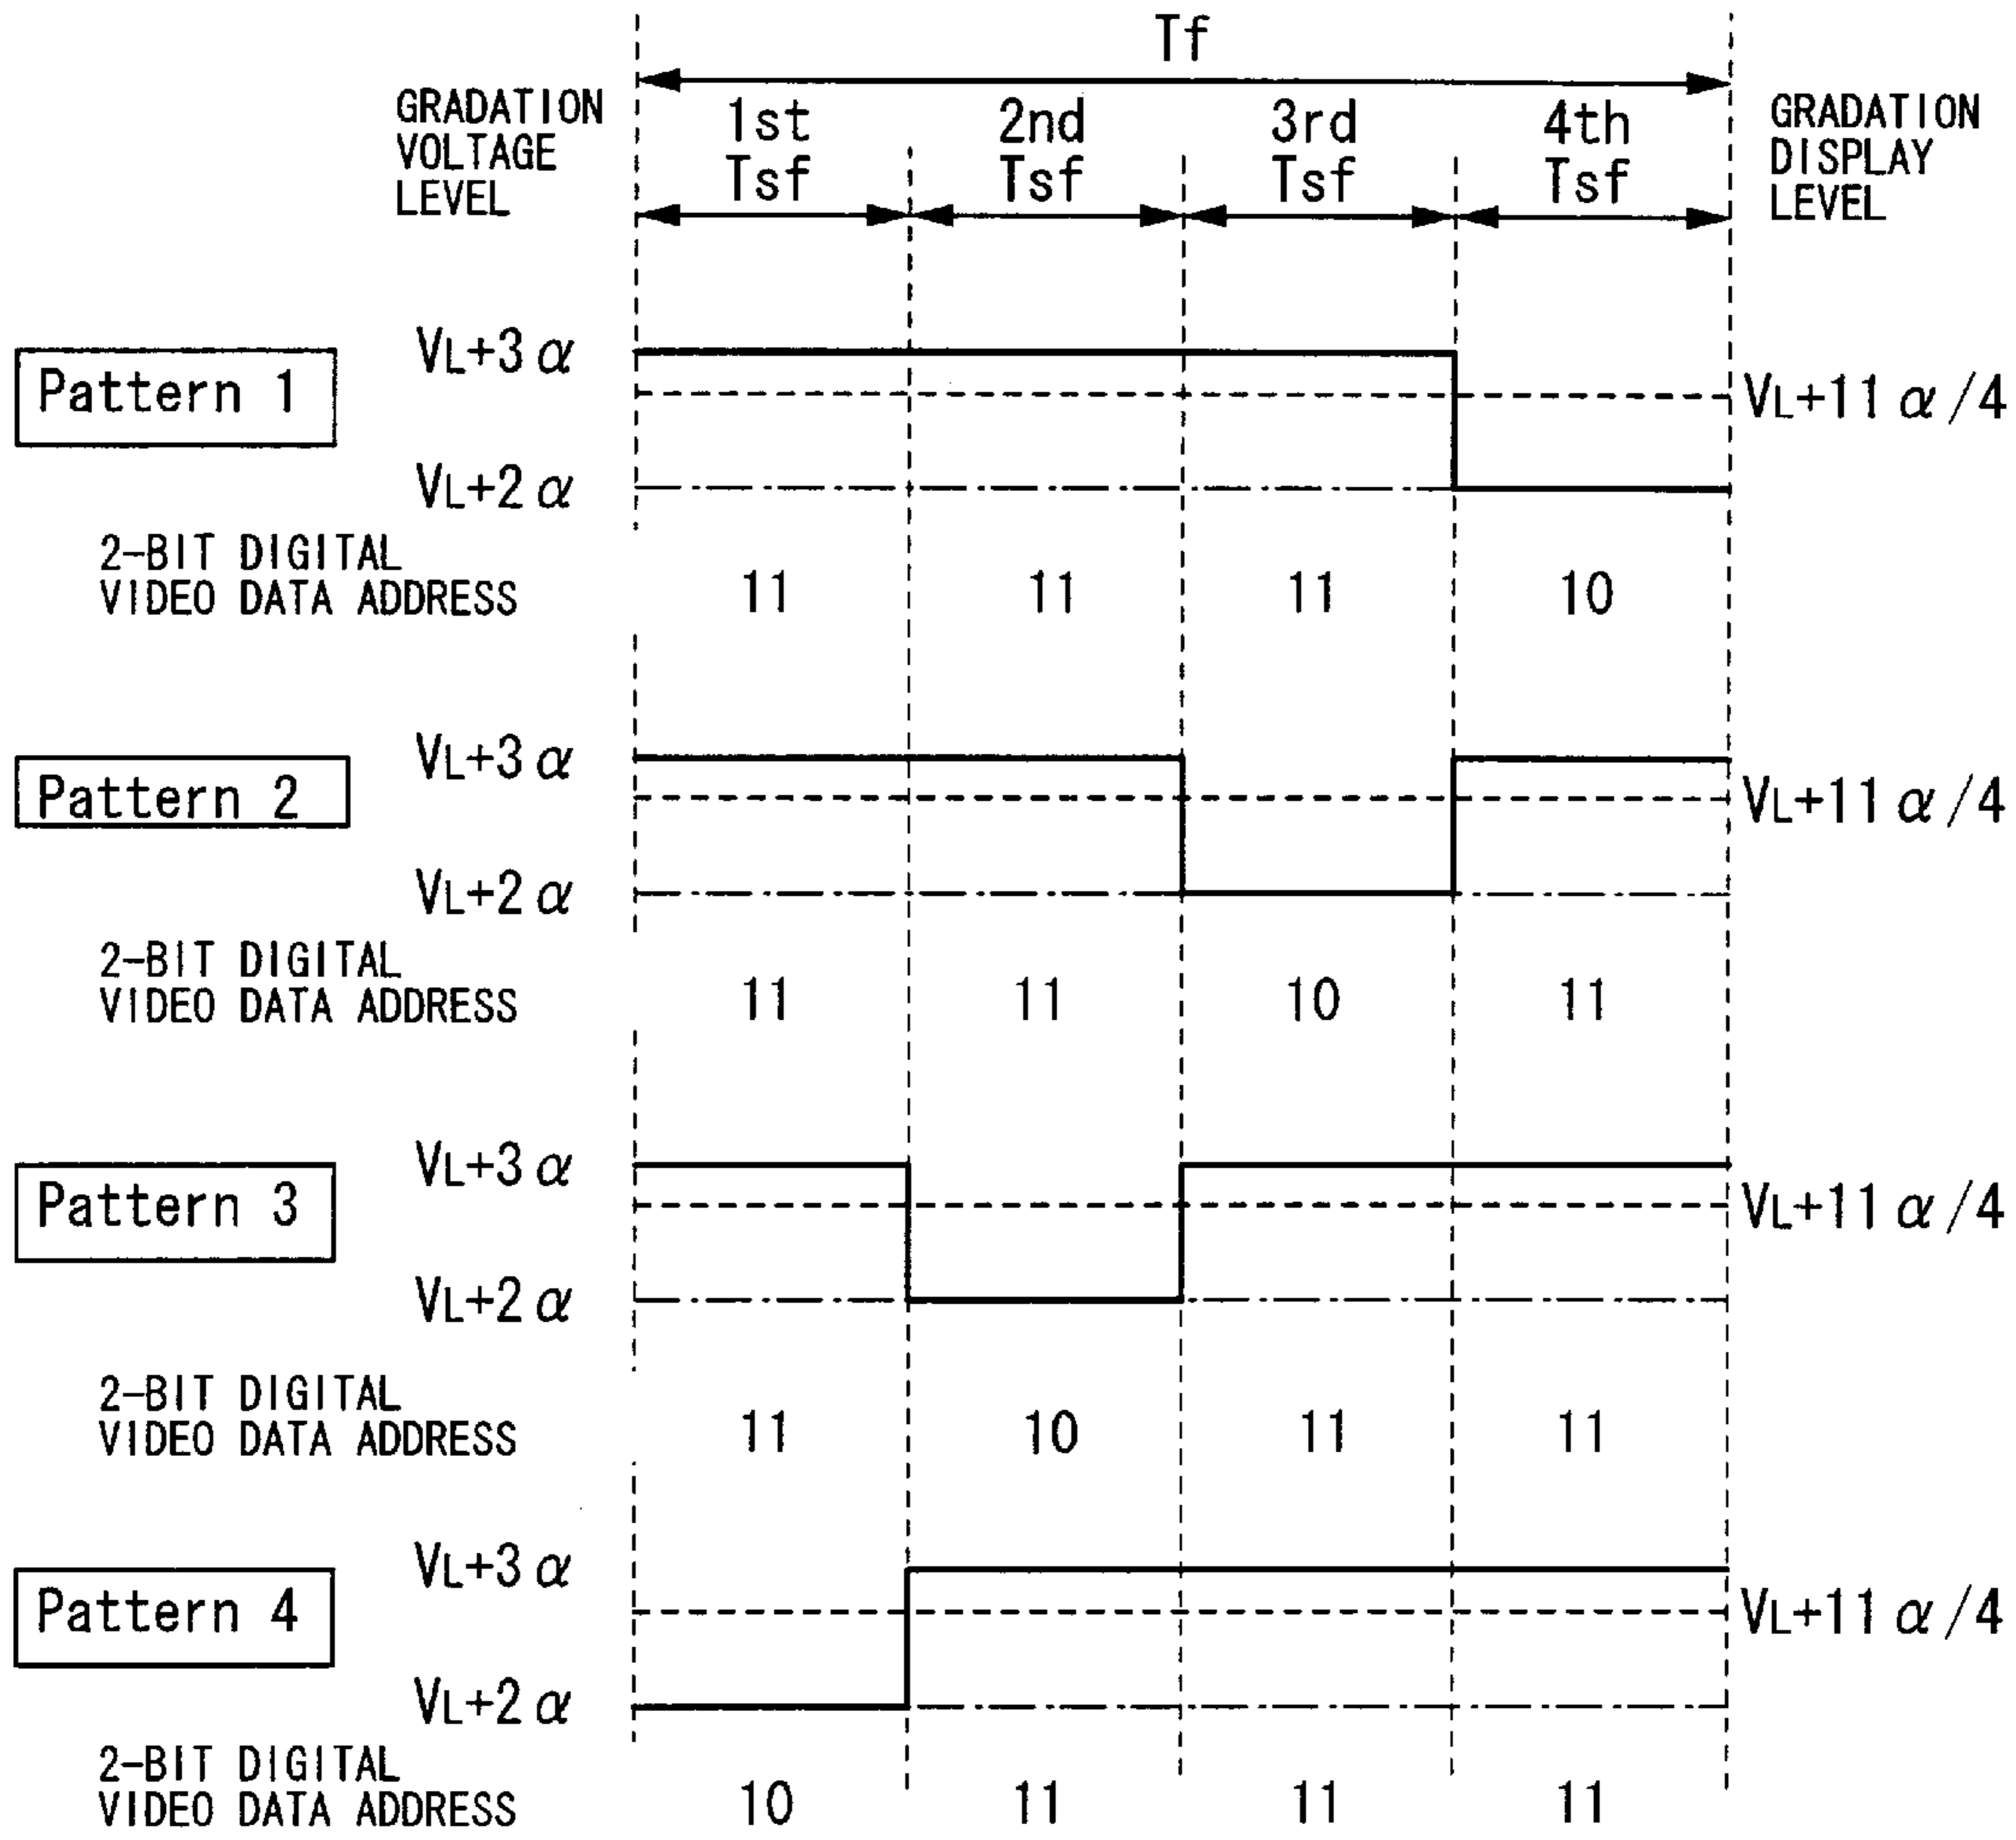 Tf
GRADATION
VOLTAGE
LEVEL
1st
Tsf
2nd
Tsf
3rd
Tsf
4th
Tsf
GRADATION
DISPLAY
LEVEL
Pattern 1
VL+3α
VL+11α/4
VL+2α
2-BIT DIGITAL
VIDEO DATA ADDRESS
11 11 11 10
Pattern 2
VL+3α
VL+11α/4
VL+2α
2-BIT DIGITAL
VIDEO DATA ADDRESS
11 11 10 11
Pattern 3
VL+3α
VL+11α/4
VL+2α
2-BIT DIGITAL
VIDEO DATA ADDRESS
11 10 11 11
Pattern 4
VL+3α
VL+11α/4
VL+2α
2-BIT DIGITAL
VIDEO DATA ADDRESS
10 11 11 11